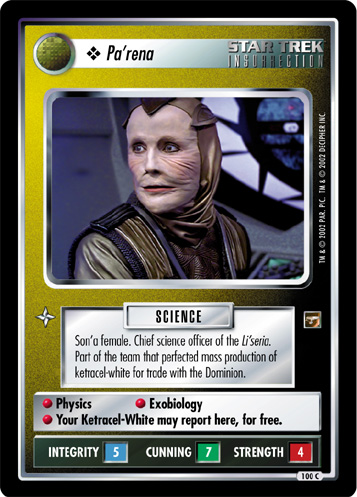 ❖ Pa'rena
STAR TREK
INSURRECTION
TM & © 2002 PAR. PIC. TM & © 2002 DECIPHER INC.
SCIENCE
Son'a female. Chief science officer of the Li'seria.
Part of the team that perfected mass production of
ketracel-white for trade with the Dominion.
• Physics • Exobiology
• Your Ketracel-White may report here, for free.
INTEGRITY 5 CUNNING 7 STRENGTH 4
100 C